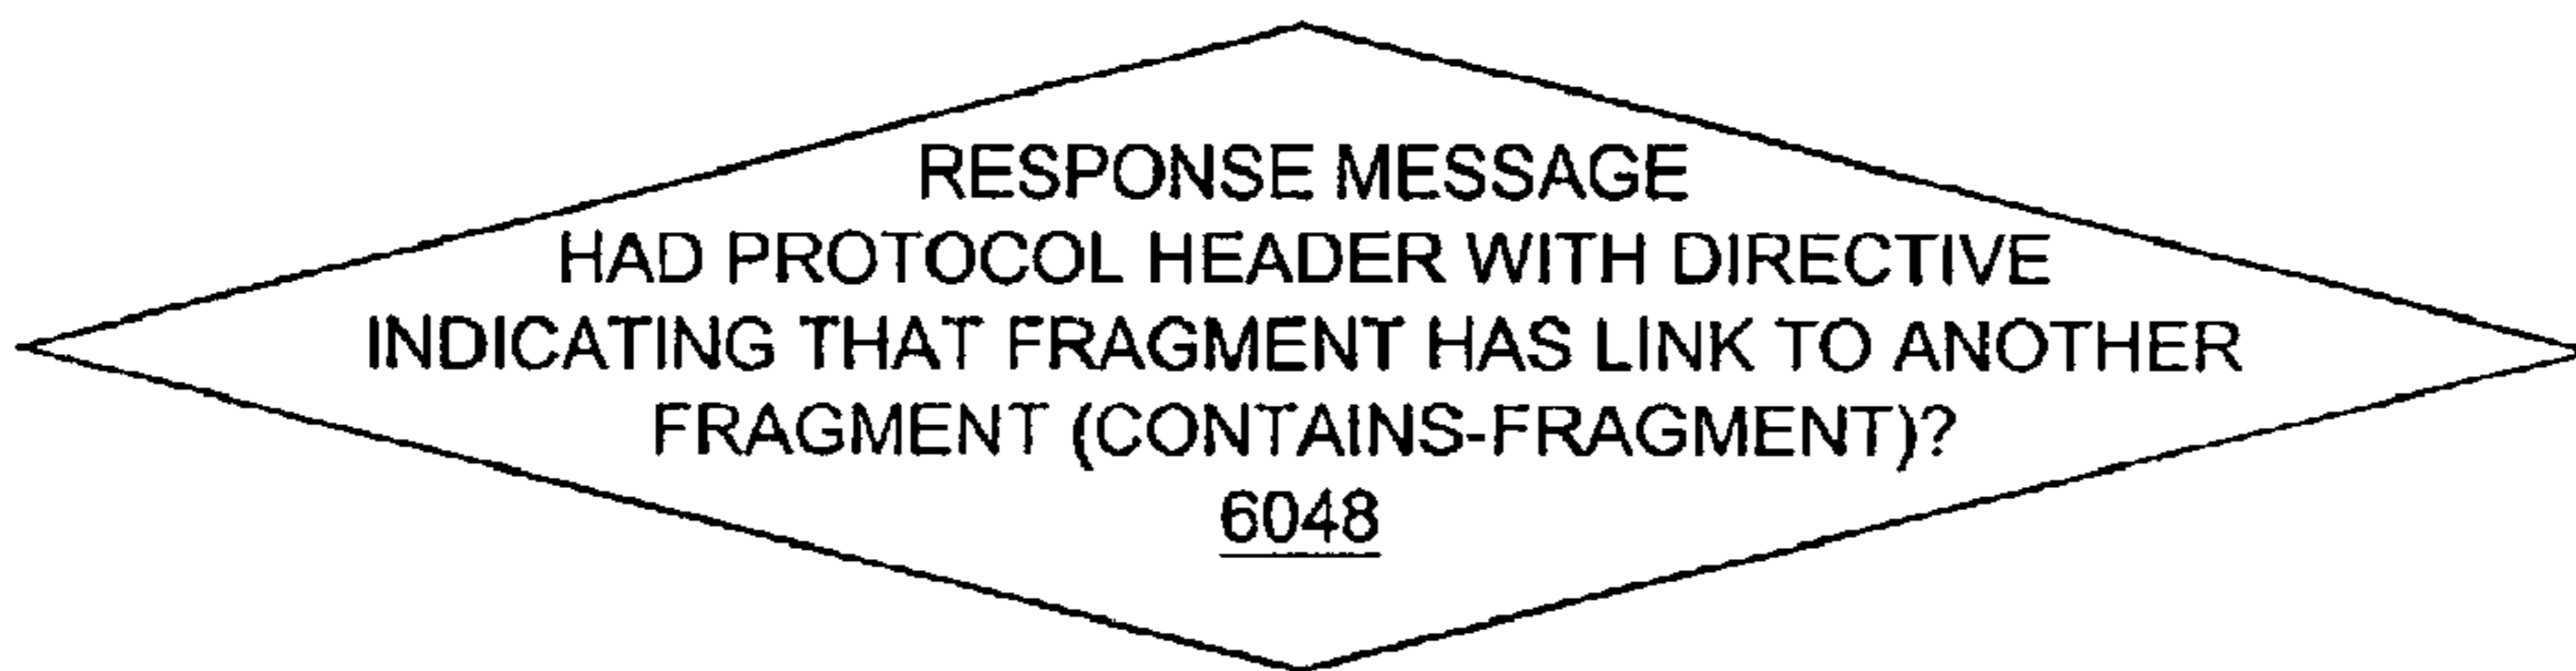 RESPONSE MESSAGE
HAD PROTOCOL HEADER WITH DIRECTIVE
INDICATING THAT FRAGMENT HAS LINK TO ANOTHER
FRAGMENT (CONTAINS-FRAGMENT)?
6048